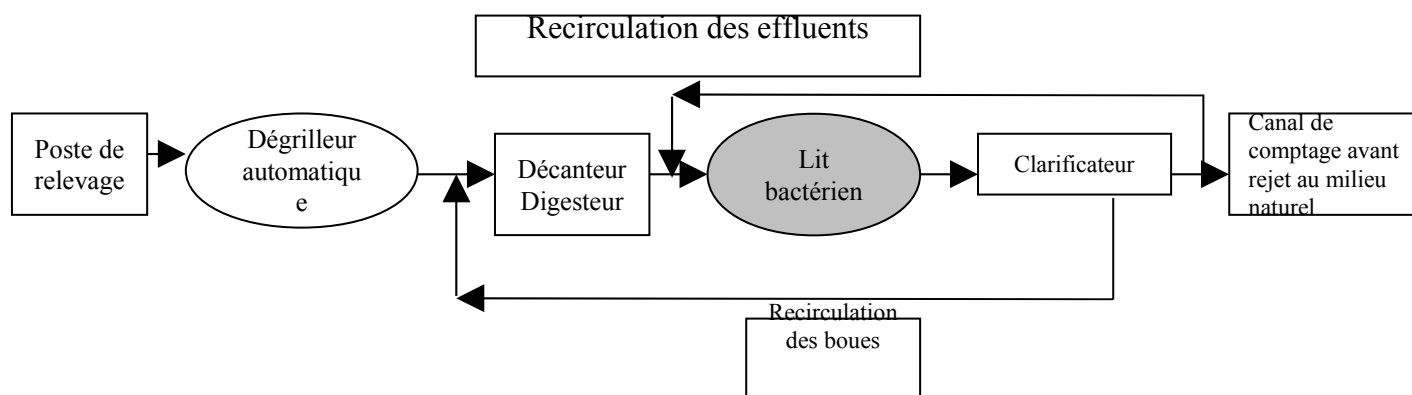 Recirculation des effluents
Poste de
relevage
Dégrilleur
automatiqu
e
Décanteur
Digesteur
Lit
bactérien
Clarificateur
Canal de
comptage avant
rejet au milieu
naturel
Recirculation
des boues